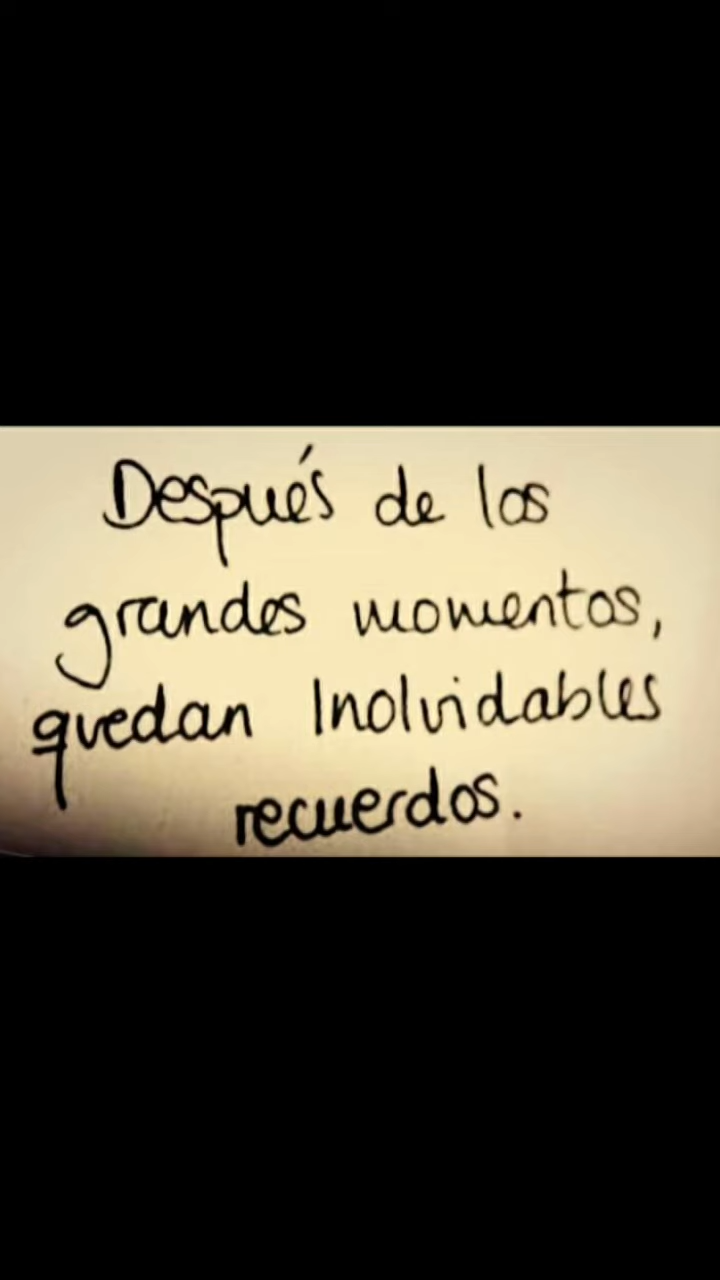 Después de los
grandes momentos,
quedan Inolvidables
recuerdos.